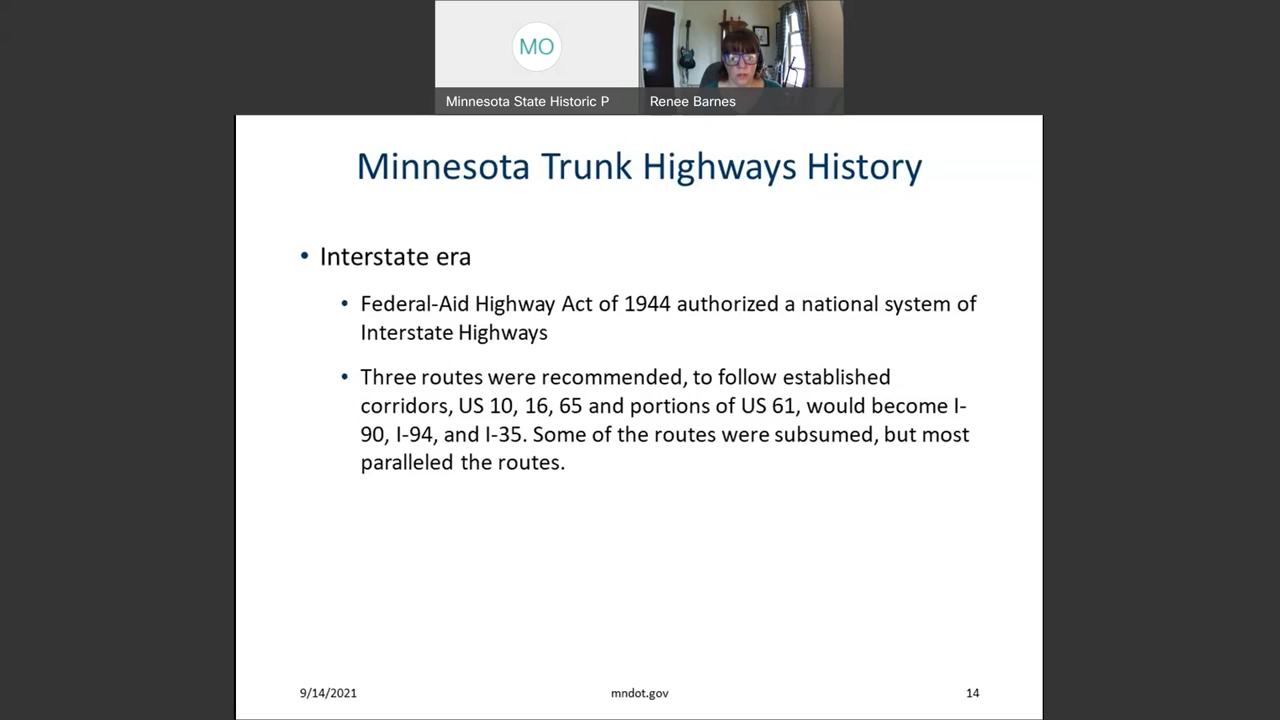 MO
Minnesota State Historic P
Renee Barnes
Minnesota Trunk Highways History
• Interstate era
• Federal-Aid Highway Act of 1944 authorized a national system of
Interstate Highways
• Three routes were recommended, to follow established
corridors, US 10, 16, 65 and portions of US 61, would become I-
90, I-94, and I-35. Some of the routes were subsumed, but most
paralleled the routes.
9/14/2021
mndot.gov
14